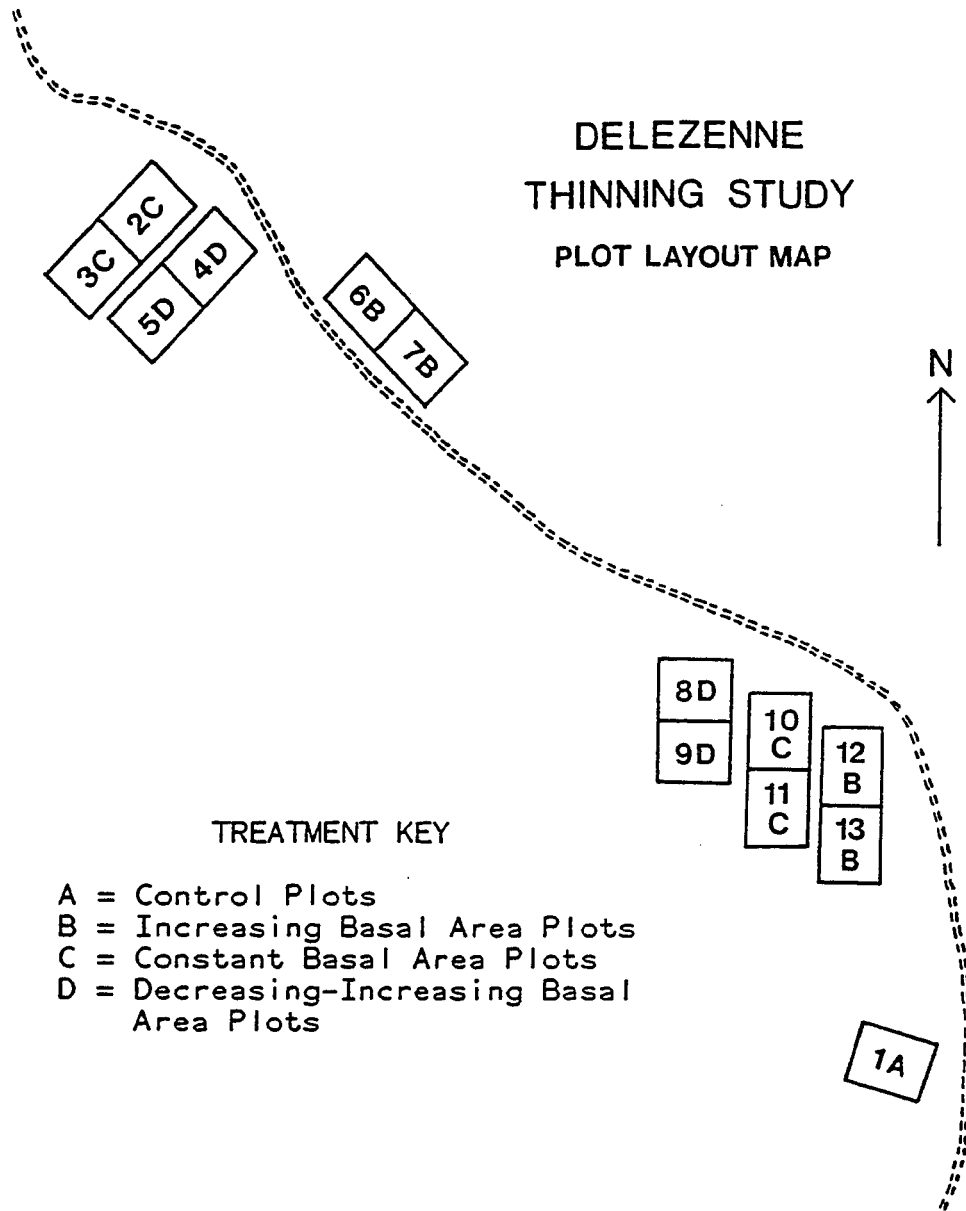 DELEZENNE
THINNING STUDY
PLOT LAYOUT MAP
2C
3C
4D
5D
6B
7B
N
8D
9D
10
C
11
C
12
B
13
B
TREATMENT KEY
A = Control Plots
B = Increasing Basal Area Plots
C = Constant Basal Area Plots
D = Decreasing-Increasing Basal
Area Plots
1A